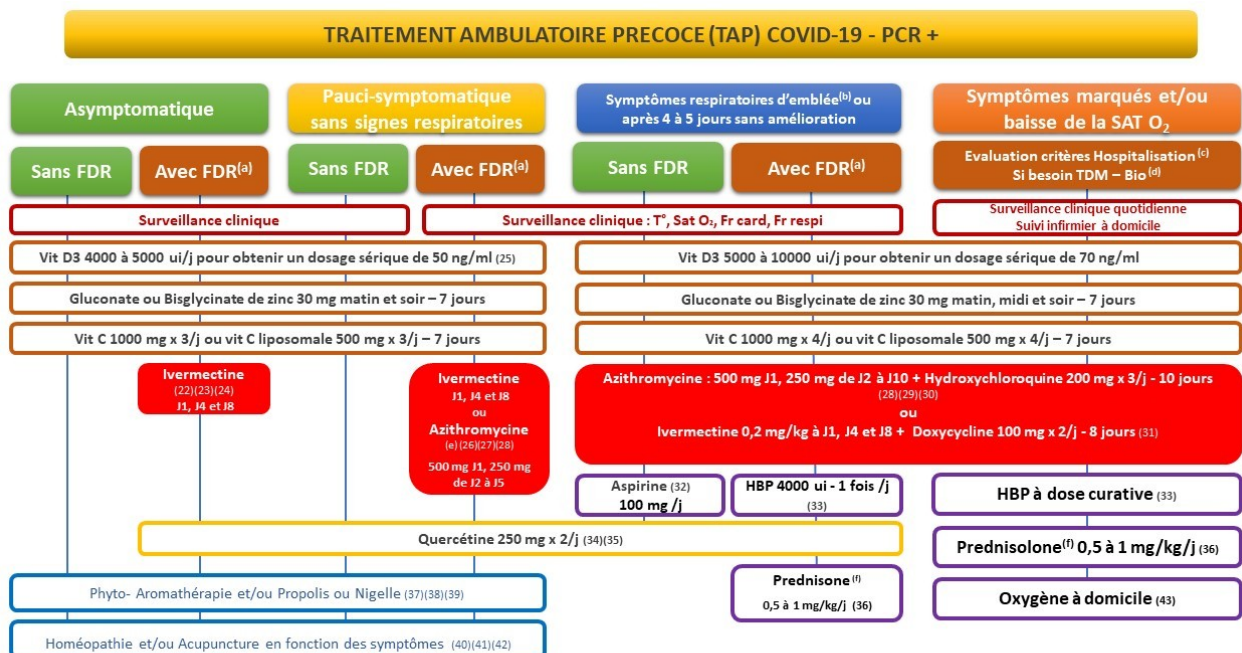 TRAITEMENT AMBULATOIRE PRECOCE (TAP) COVID-19 - PCR +
Asymptomatique
Pauci-symptomatique
sans signes respiratoires
Symptômes respiratoires d'emblée(b) ou
après 4 à 5 jours sans amélioration
Symptômes marqués et/ou
baisse de la SAT O2
Sans FDR
Avec FDR(a)
Sans FDR
Avec FDR(a)
Sans FDR
Avec FDR(a)
Evaluation critères Hospitalisation (c)
Si besoin TDM – Bio (d)
Surveillance clinique
Surveillance clinique : T°, Sat O2, Fr card, Fr respi
Surveillance clinique quotidienne
Suivi infirmier à domicile
Vit D3 4000 à 5000 ui/j pour obtenir un dosage sérique de 50 ng/ml (25)
Vit D3 5000 à 10000 ui/j pour obtenir un dosage sérique de 70 ng/ml
Gluconate ou Bisglycinate de zinc 30 mg matin et soir – 7 jours
Gluconate ou Bisglycinate de zinc 30 mg matin, midi et soir – 7 jours
Vit C 1000 mg x 3/j ou vit C liposomale 500 mg x 3/j – 7 jours
Vit C 1000 mg x 4/j ou vit C liposomale 500 mg x 4/j – 7 jours
Ivermectine
(22)(23)(24)
J1, J4 et J8
Ivermectine
J1, J4 et J8
ou
Azithromycine
(e)(26)(27)(28)
500 mg J1, 250 mg
de J2 à J5
Azithromycine : 500 mg J1, 250 mg de J2 à J10 + Hydroxychloroquine 200 mg x 3/j - 10 jours
(28)(29)(30)
ou
Ivermectine 0,2 mg/kg à J1, J4 et J8 + Doxycycline 100 mg x 2/j - 8 jours (31)
Aspirine (32)
100 mg /j
HBP 4000 ui - 1 fois /j
(33)
HBP à dose curative (33)
Quercétine 250 mg x 2/j (34)(35)
Prednisolone(f) 0,5 à 1 mg/kg/j (36)
Prednisone (f)
0,5 à 1 mg/kg/j (36)
Phyto- Aromathérapie et/ou Propolis ou Nigelle (37)(38)(39)
Oxygène à domicile (43)
Homéopathie et/ou Acupuncture en fonction des symptômes (40)(41)(42)